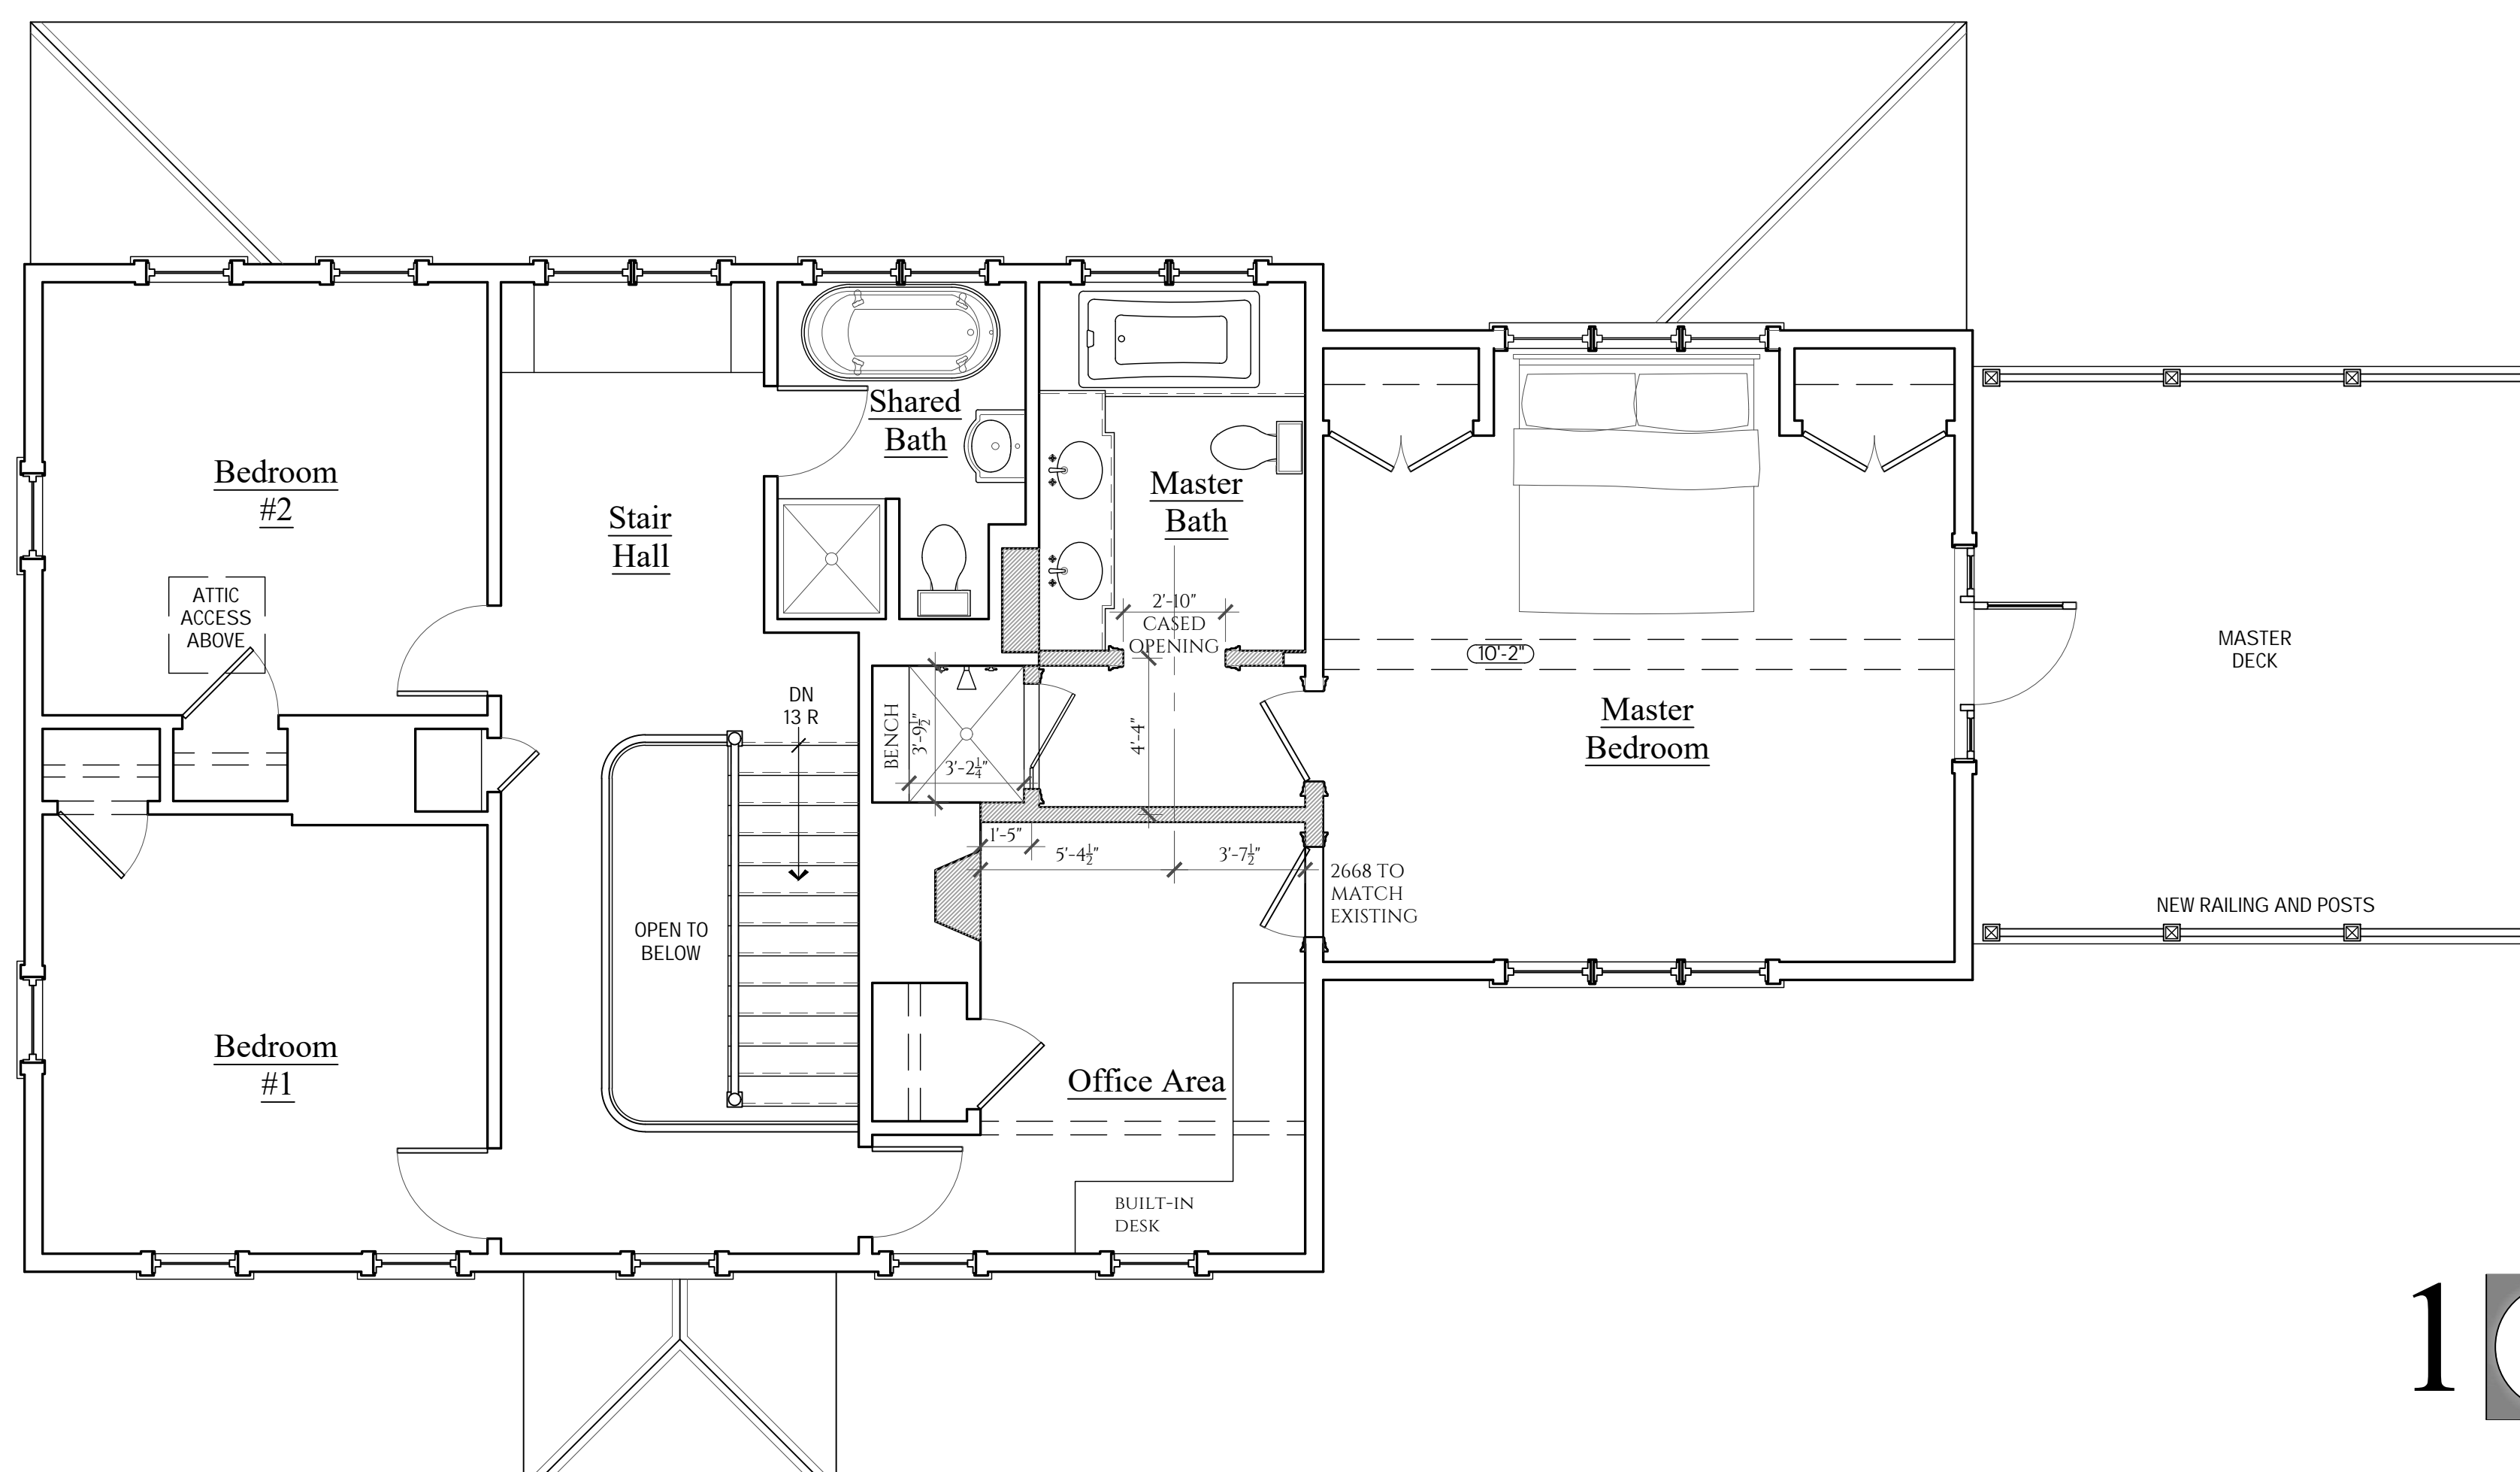 Bedroom
#2
ATTIC
ACCESS
ABOVE
Stair
Hall
Shared
Bath
Master
Bath
2'-10"
CASED
OPENING
10'-2"
Master
Bedroom
MASTER
DECK
DN
13 R
BENCH
3'-9½"
3'-2¼"
4'-4"
1'-5"
5'-4½"
3'-7½"
2668 TO
MATCH
EXISTING
NEW RAILING AND POSTS
OPEN TO
BELOW
Bedroom
#1
Office Area
BUILT-IN
DESK
1